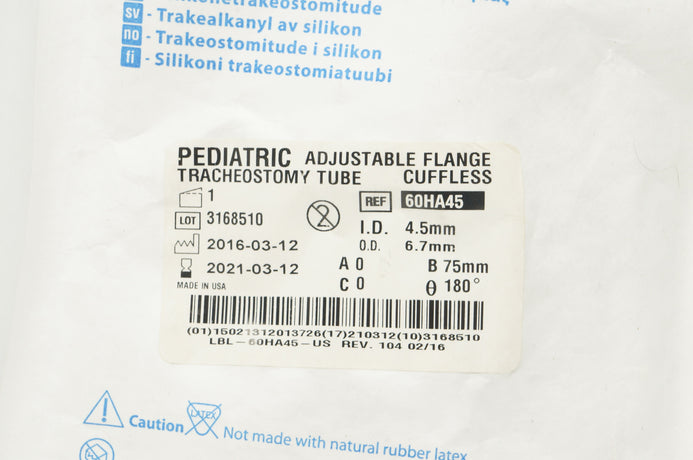 sv - Trakealkanyl av silikon
no - Trakeostomitude i silikon
fi - Silikoni trakeostomiatuubi
PEDIATRIC ADJUSTABLE FLANGE
TRACHEOSTOMY TUBE CUFFLESS
1 REF 60HA45
LOT 3168510 2 I.D. 4.5mm
2016-03-12 O.D. 6.7mm
2021-03-12 A 0 B 75mm
MADE IN USA C 0 θ 180°
(01)15021312013726(17)210312(10)3168510
LBL-60HA45-US REV. 104 02/16
Caution LATEX Not made with natural rubber latex